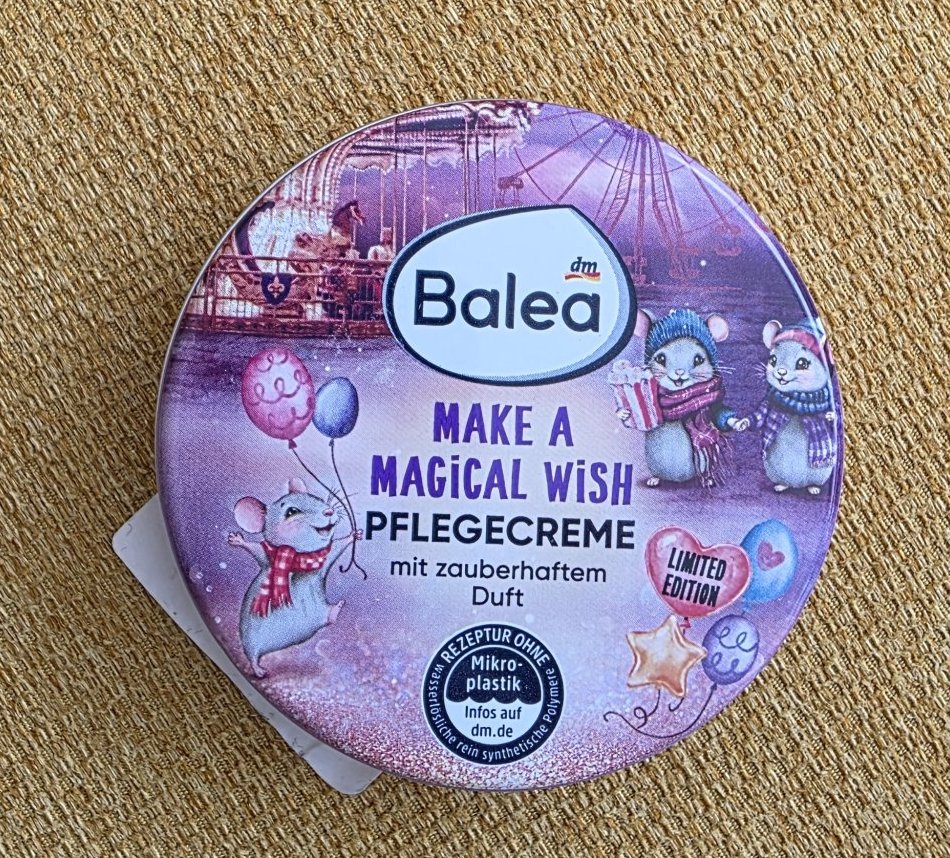 dm
Balea
MAKE A
MAGiCAL WiSH
PFLEGECREME
mit zauberhaftem
Duft
LIMITED
EDITION
REZEPTUR OHNE
Mikro-
plastik
Infos auf
dm.de
wasserlösliche rein synthetische Polymere